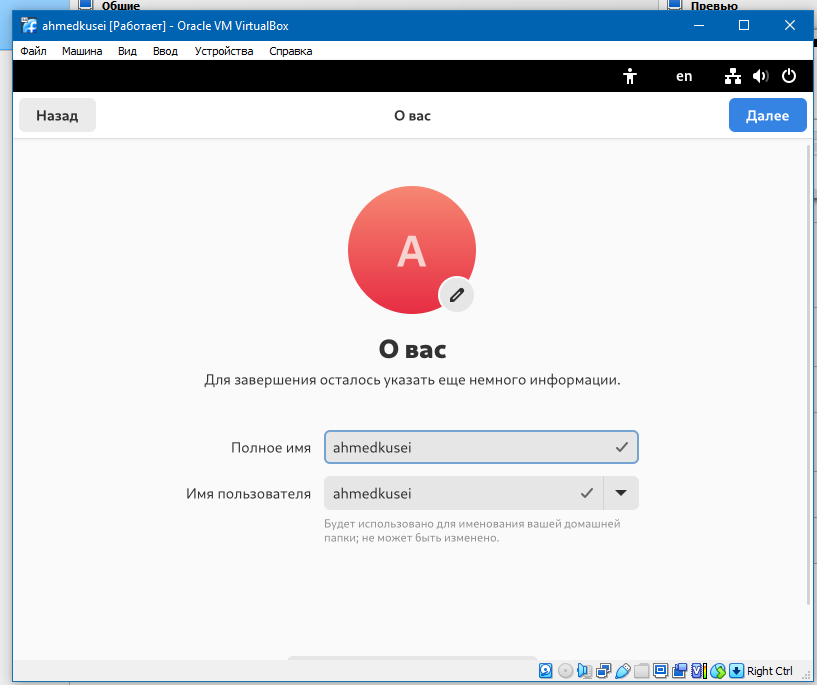 Общие
Превью
ahmedkusei [Работает] - Oracle VM VirtualBox
Файл Машина Вид Ввод Устройства Справка
en
Назад
О вас
Далее
A
О вас
Для завершения осталось указать еще немного информации.
Полное имя ahmedkusei
Имя пользователя ahmedkusei
Будет использовано для именования вашей домашней
папки; не может быть изменено.
Right Ctrl